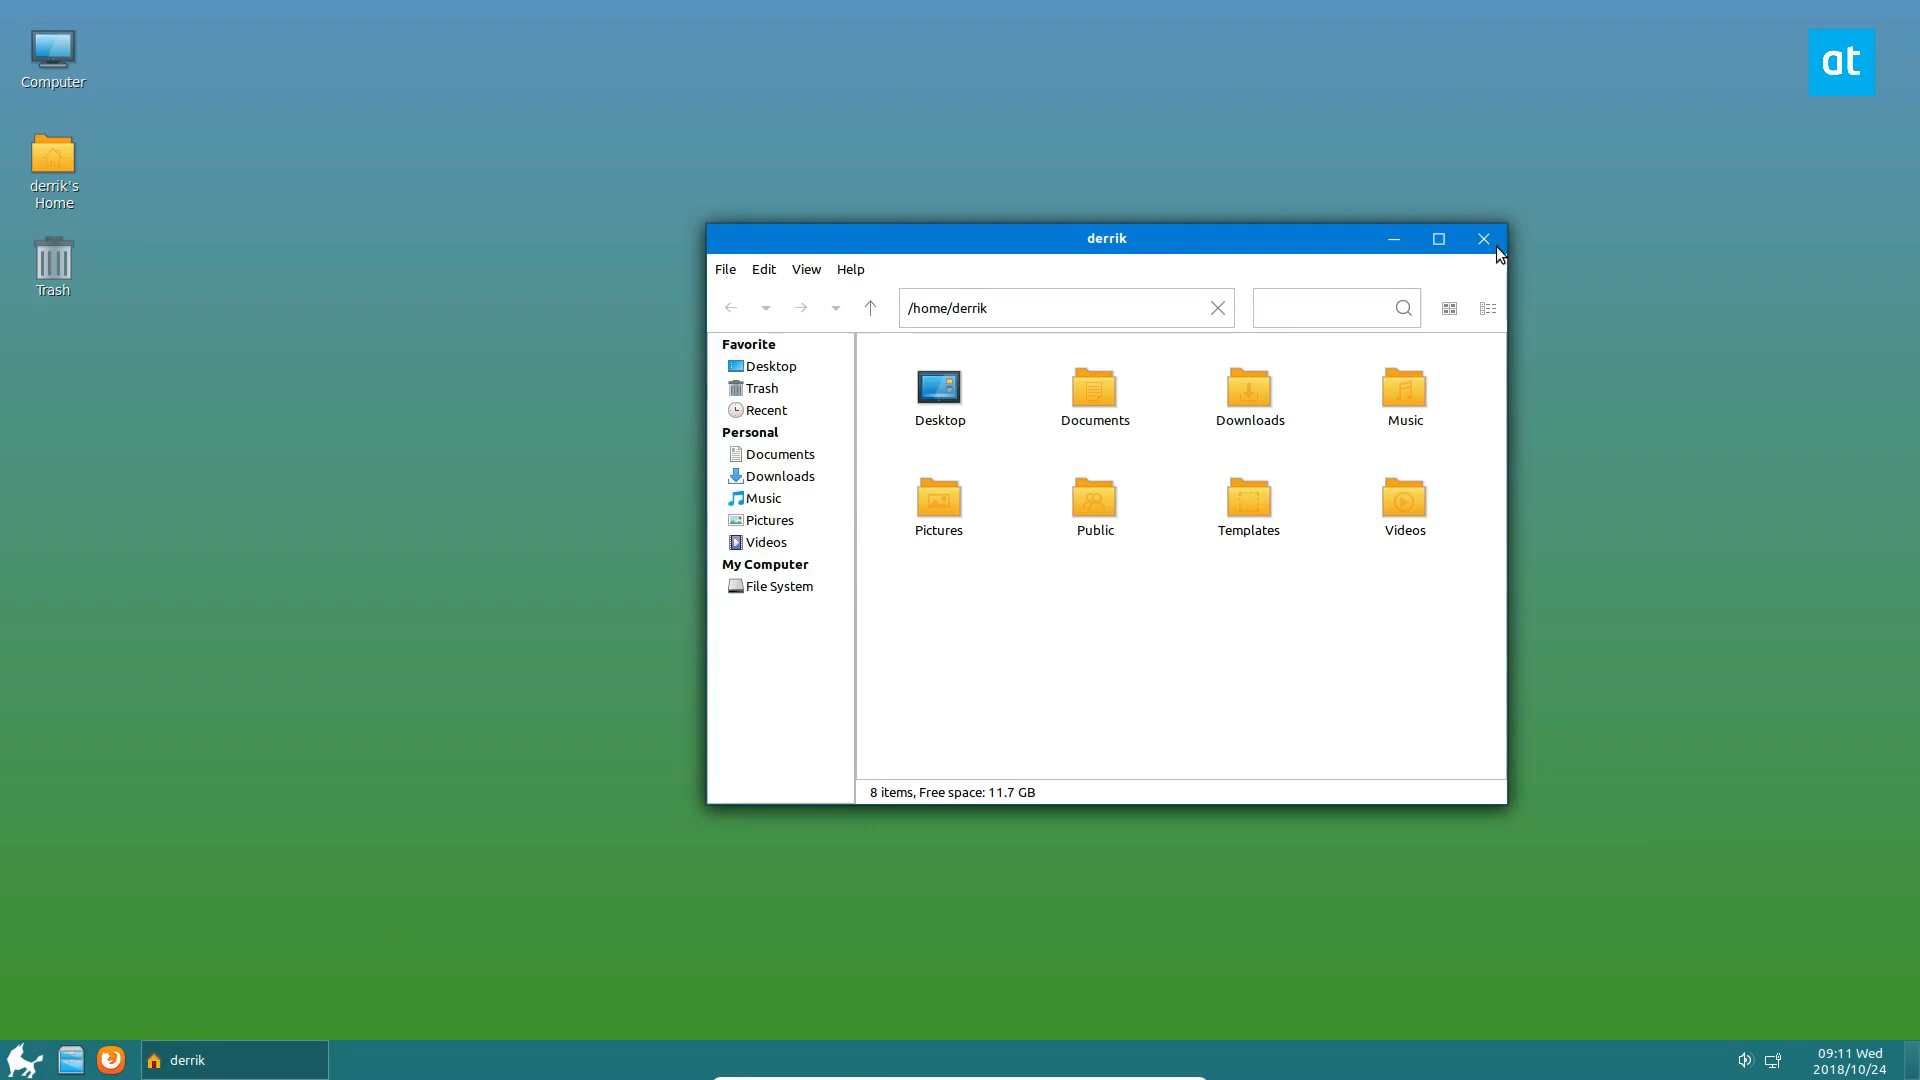 Computer
derrik's
Home
Trash
at
derrik
File Edit View Help
/home/derrik
Favorite
Desktop
Trash
Recent
Personal
Documents
Downloads
Music
Pictures
Videos
My Computer
File System
Desktop Documents Downloads Music
Pictures Public Templates Videos
8 items, Free space: 11.7 GB
derrik
09:11 Wed
2018/10/24